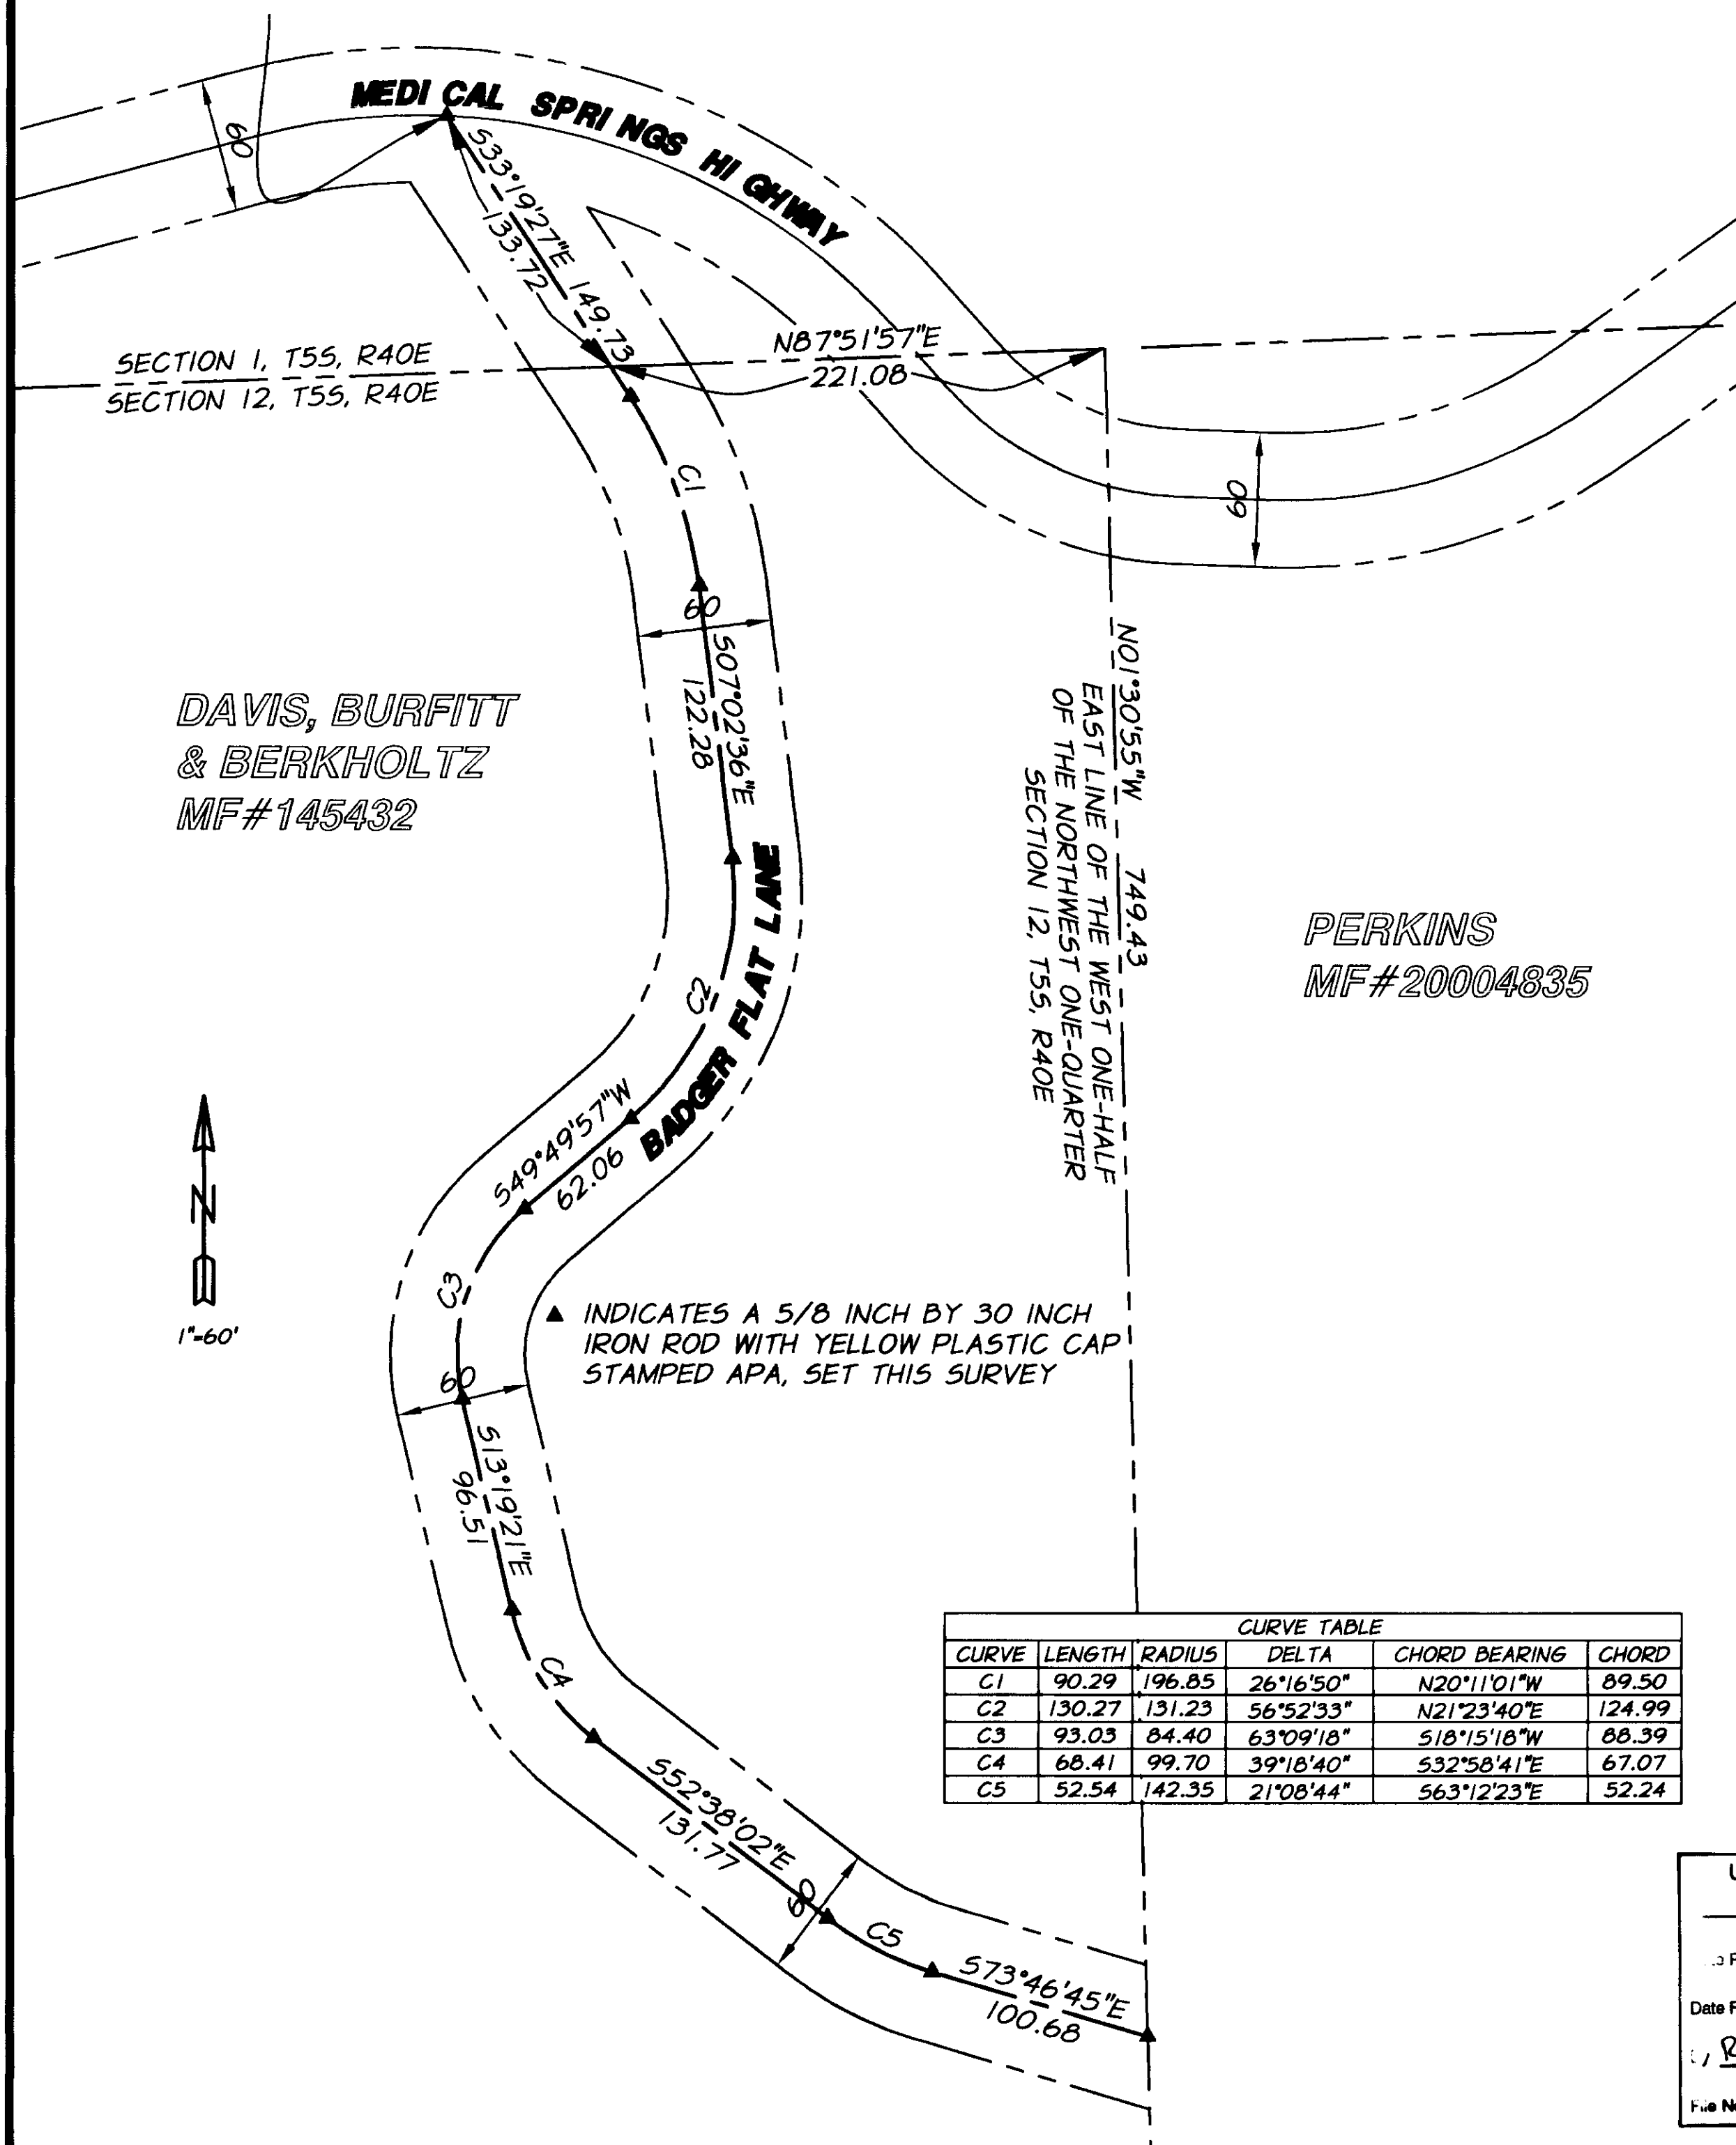 MEDICAL SPRINGS HIGHWAY
60
S33°19'27"E 149.73
133.72
N87°51'57"E
221.08
SECTION 1, T5S, R40E
SECTION 12, T5S, R40E
C1
60
60
S07°02'36"E
122.28
N01°30'55"W 749.43
EAST LINE OF THE WEST ONE-HALF
OF THE NORTHWEST ONE-QUARTER
SECTION 12, T5S, R40E
DAVIS, BURFITT
& BERKHOLTZ
MF#145432
PERKINS
MF#20004835
BADGER FLAT LANE
C2
S49°49'57"W
62.06
N
1"=60'
C3
▲ INDICATES A 5/8 INCH BY 30 INCH
IRON ROD WITH YELLOW PLASTIC CAP
STAMPED APA, SET THIS SURVEY
60
S13°19'21"E
96.51
C4
CURVE TABLE
CURVE LENGTH RADIUS DELTA CHORD BEARING CHORD
C1 90.29 196.85 26°16'50" N20°11'01"W 89.50
C2 130.27 131.23 56°52'33" N21°23'40"E 124.99
C3 93.03 84.40 63°09'18" S18°15'18"W 88.39
C4 68.41 99.70 39°18'40" S32°58'41"E 67.07
C5 52.54 142.35 21°08'44" S63°12'23"E 52.24
S52°38'02"E
131.77
60
C5
S73°46'45"E
100.68
Date F
R
File N